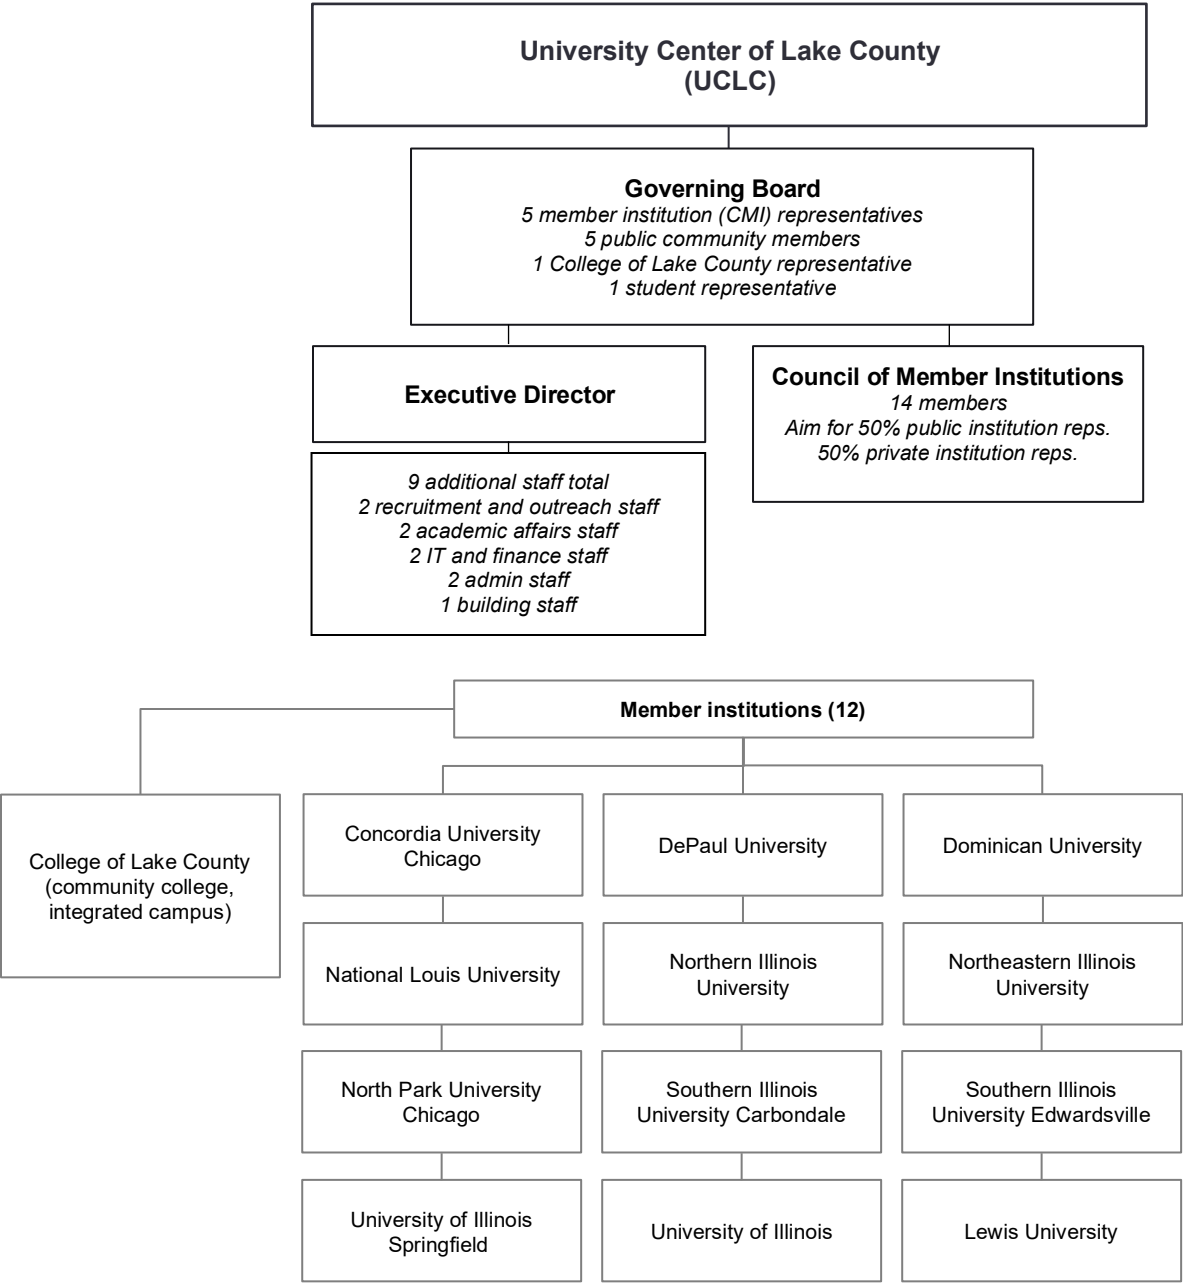 University Center of Lake County
(UCLC)
Governing Board
5 member institution (CMI) representatives
5 public community members
1 College of Lake County representative
1 student representative
Executive Director
Council of Member Institutions
14 members
Aim for 50% public institution reps.
50% private institution reps.
9 additional staff total
2 recruitment and outreach staff
2 academic affairs staff
2 IT and finance staff
2 admin staff
1 building staff
Member institutions (12)
College of Lake County
(community college,
integrated campus)
Concordia University
Chicago
DePaul University
Dominican University
National Louis University
Northern Illinois
University
Northeastern Illinois
University
North Park University
Chicago
Southern Illinois
University Carbondale
Southern Illinois
University Edwardsville
University of Illinois
Springfield
University of Illinois
Lewis University